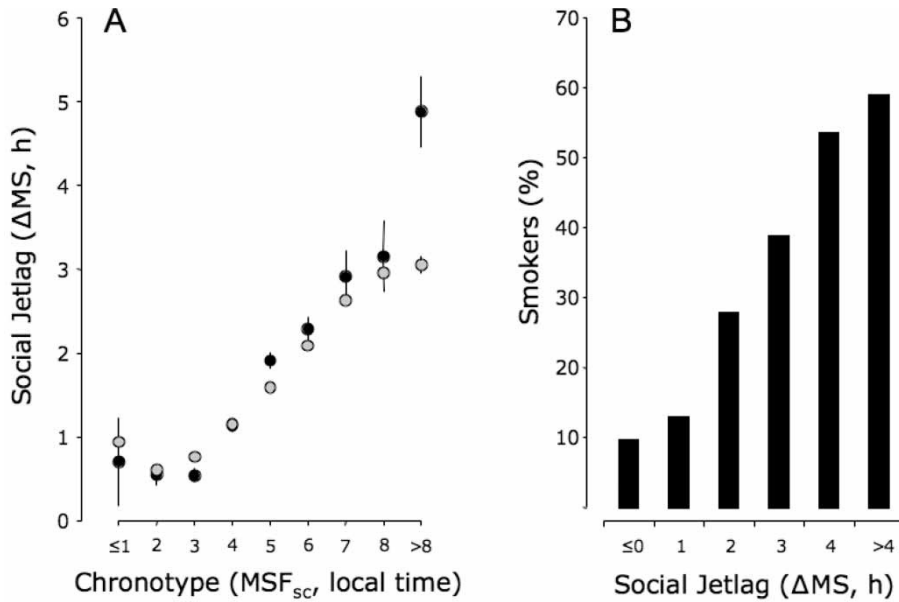 A
Social Jetlag (ΔMS, h)
6
5
4
3
2
1
0
≤1 2 3 4 5 6 7 8 >8
Chronotype (MSFsc, local time)
B
Smokers (%)
70
60
50
40
30
20
10
≤0 1 2 3 4 >4
Social Jetlag (ΔMS, h)